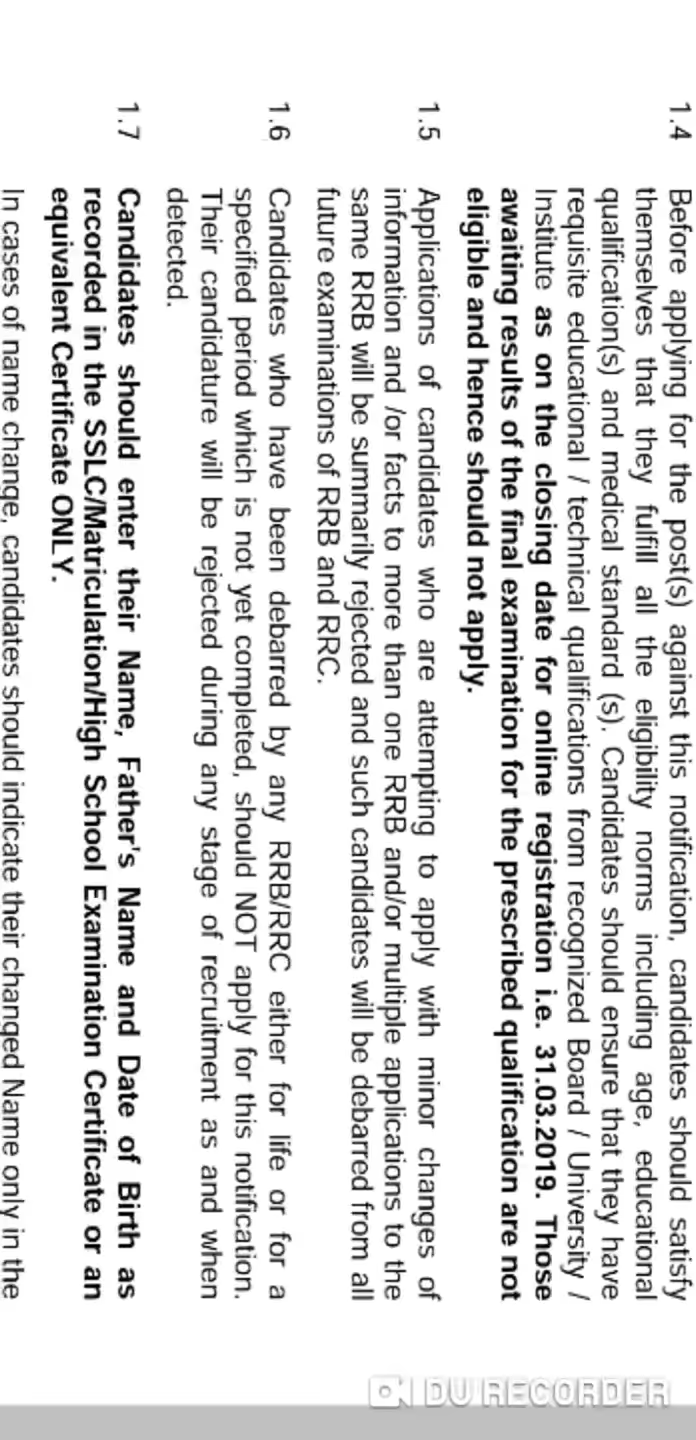 1.4 Before applying for the post(s) against this notification, candidates should satisfy
themselves that they fulfill all the eligibility norms including age, educational
qualification(s) and medical standard (s). Candidates should ensure that they have
requisite educational / technical qualifications from recognized Board / University /
Institute as on the closing date for online registration i.e. 31.03.2019. Those
awaiting results of the final examination for the prescribed qualification are not
eligible and hence should not apply.
1.5 Applications of candidates who are attempting to apply with minor changes of
information and /or facts to more than one RRB and/or multiple applications to the
same RRB will be summarily rejected and such candidates will be debarred from all
future examinations of RRB and RRC.
1.6 Candidates who have been debarred by any RRB/RRC either for life or for a
specified period which is not yet completed, should NOT apply for this notification.
Their candidature will be rejected during any stage of recruitment as and when
detected.
1.7 Candidates should enter their Name, Father's Name and Date of Birth as
recorded in the SSLC/Matriculation/High School Examination Certificate or an
equivalent Certificate ONLY.
In cases of name change, candidates should indicate their changed Name only in the
DU RECORDER